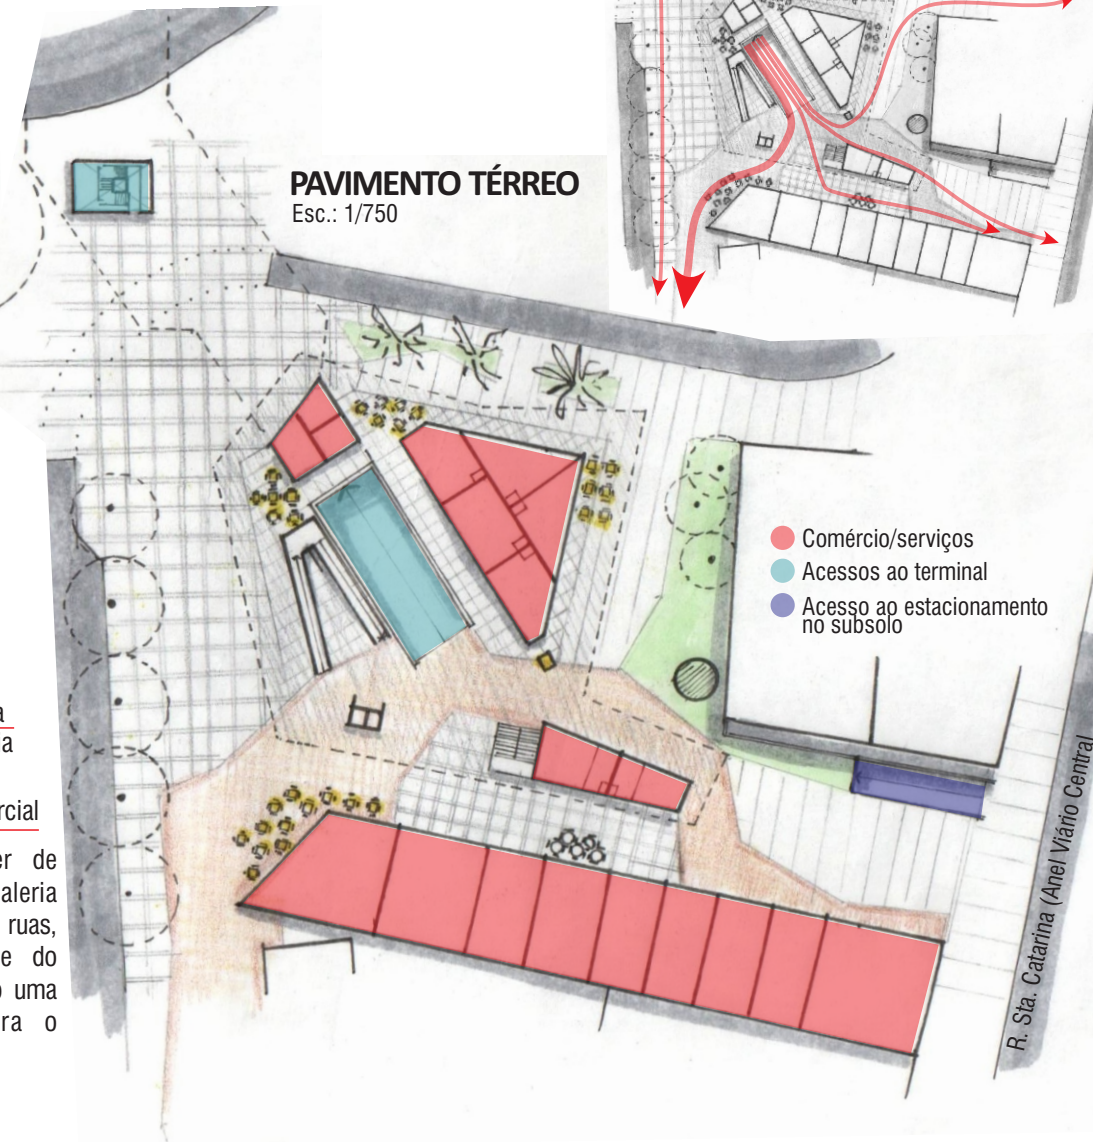 PAVIMENTO TÉRREO
Esc.: 1/750
Comércio/serviços
Acessos ao terminal
Acesso ao estacionamento
no subsolo
a
a
rcial
er de
aleria
ruas,
e do
o uma
ra o
R. Sta. Catarina (Anel Viário Central